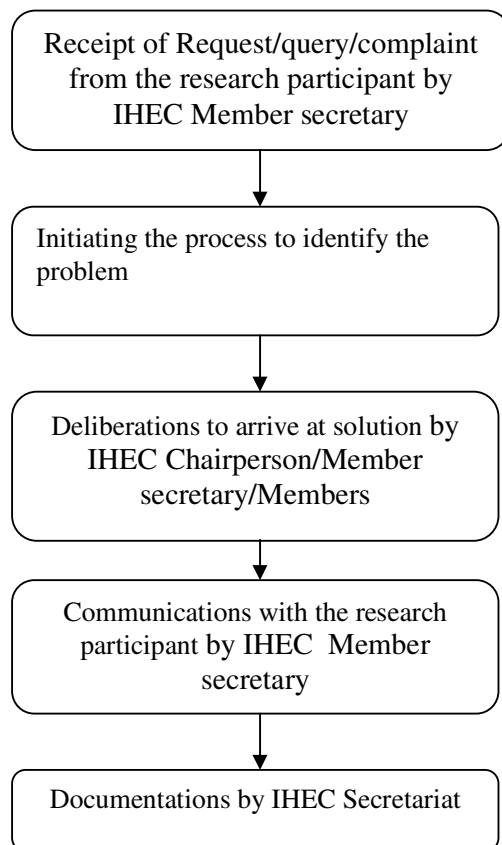 Receipt of Request/query/complaint
from the research participant by
IHEC Member secretary
Initiating the process to identify the
problem
Deliberations to arrive at solution by
IHEC Chairperson/Member
secretary/Members
Communications with the research
participant by IHEC Member
secretary
Documentations by IHEC Secretariat